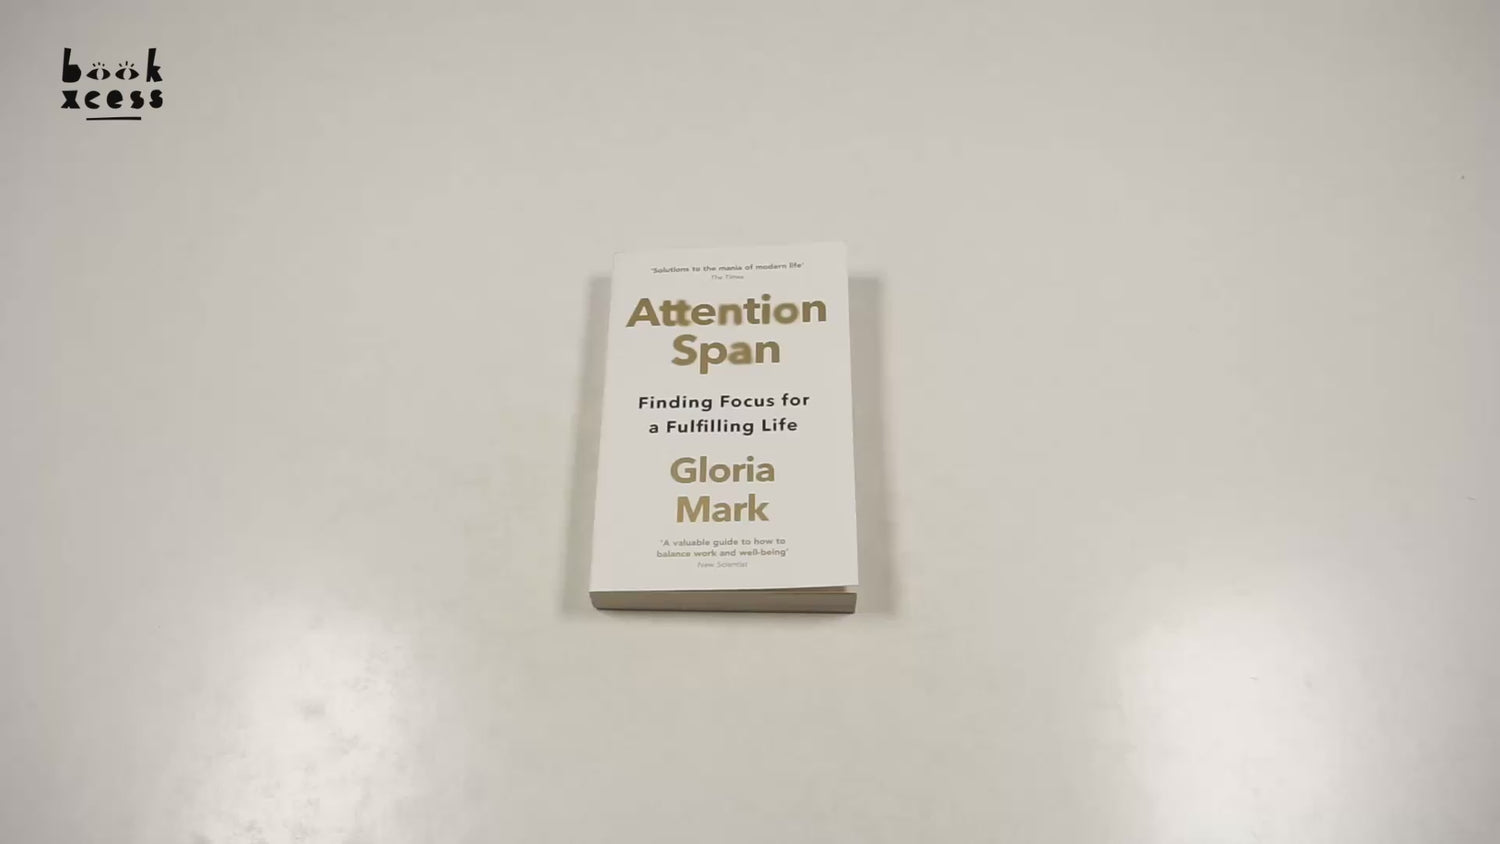 book
xcess
'Solutions to the mania of modern life'
The Times
Attention
Span
Finding Focus for
a Fulfilling Life
Gloria
Mark
'A valuable guide to how to
balance work and well-being'
New Scientist